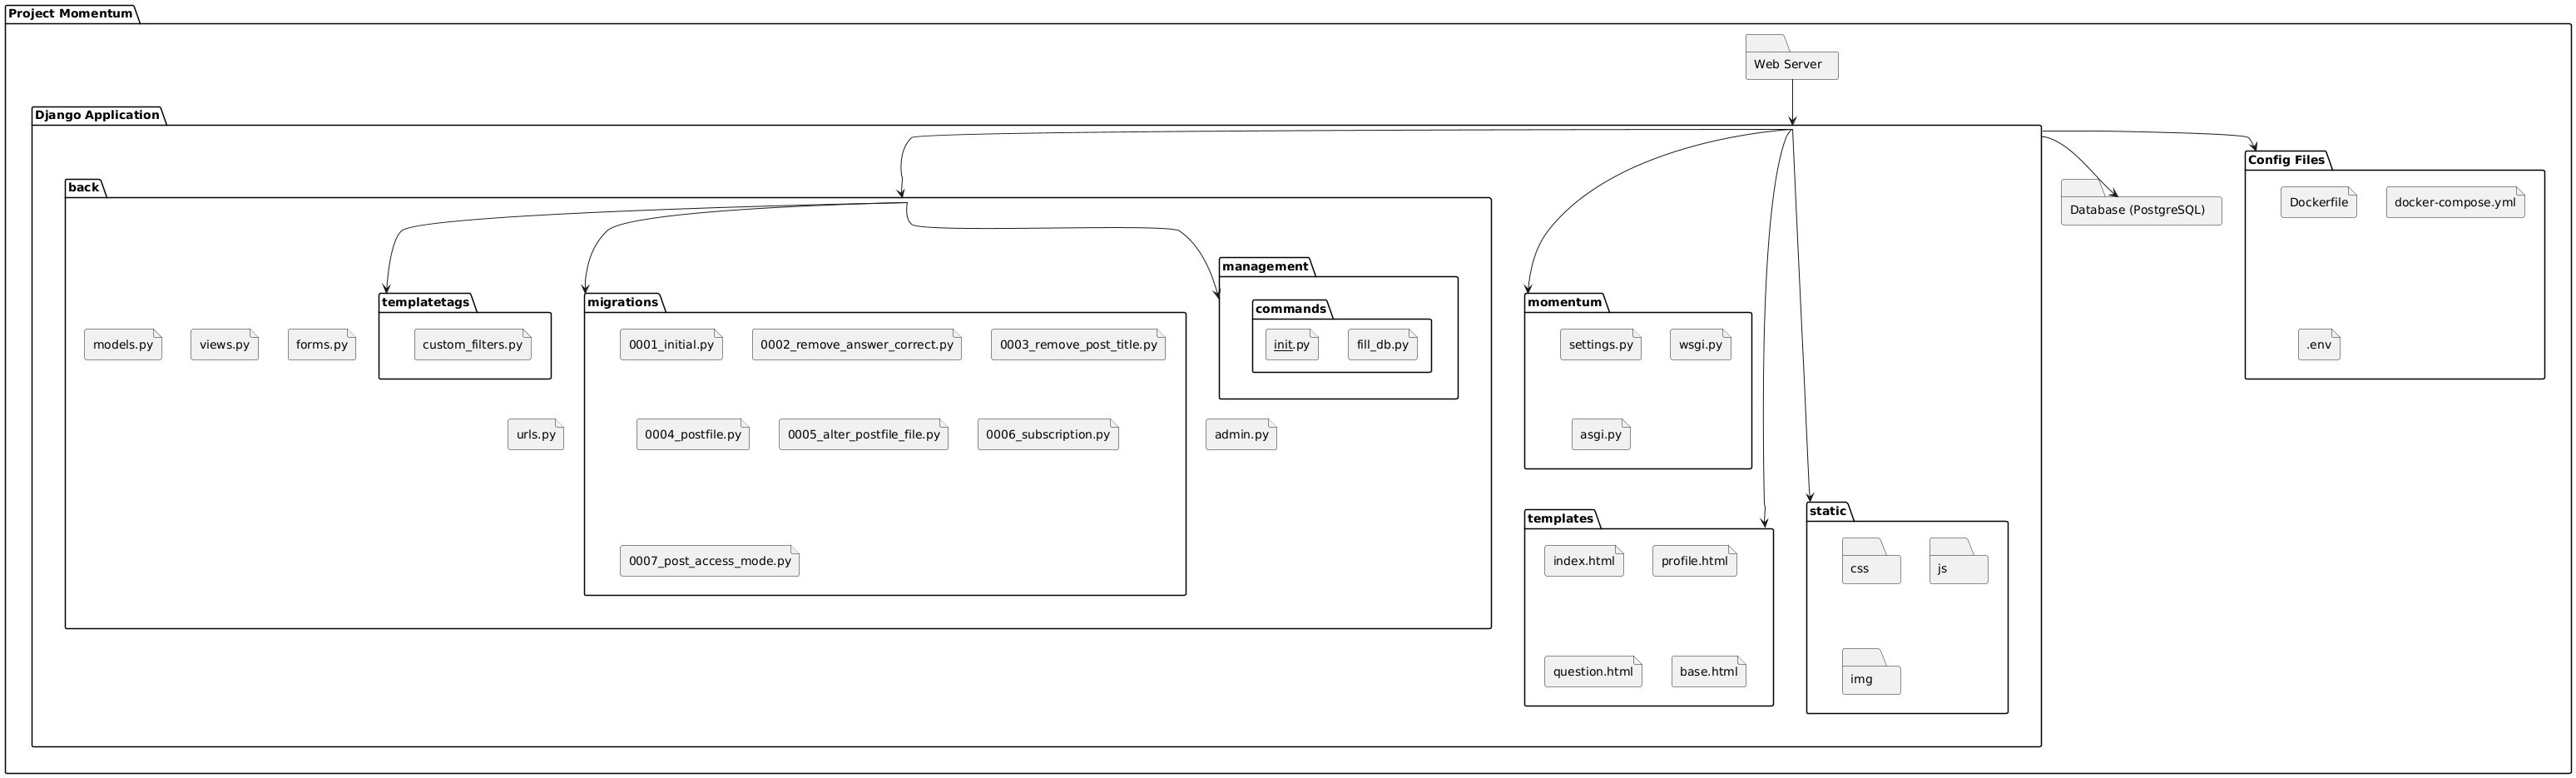 Project Momentum
Web Server
Django Application
back
models.py
views.py
forms.py
templatetags
custom_filters.py
urls.py
migrations
0001_initial.py
0002_remove_answer_correct.py
0003_remove_post_title.py
0004_postfile.py
0005_alter_postfile_file.py
0006_subscription.py
0007_post_access_mode.py
management
commands
init.py
fill_db.py
admin.py
momentum
settings.py
wsgi.py
asgi.py
templates
index.html
profile.html
question.html
base.html
static
css
js
img
Database (PostgreSQL)
Config Files
Dockerfile
docker-compose.yml
.env